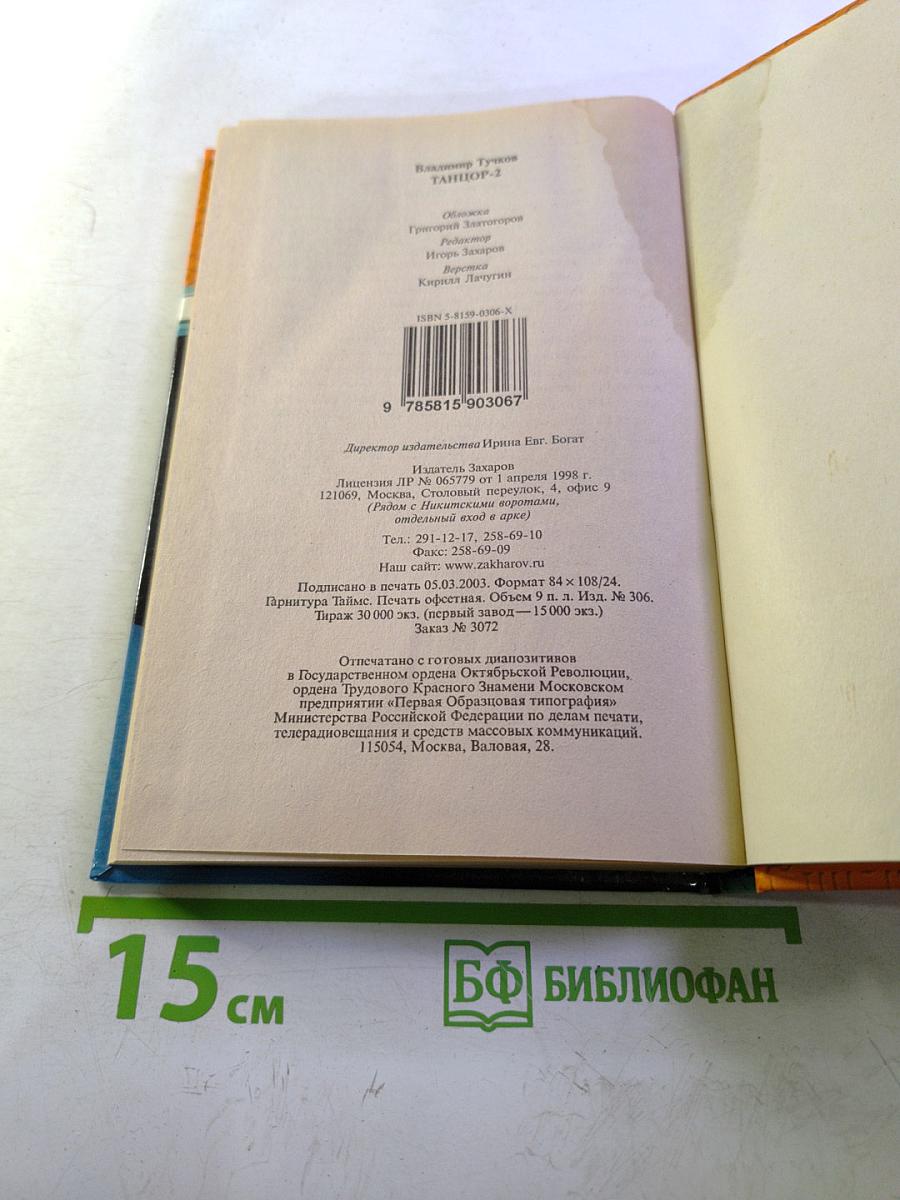 Владимир Тучков
ТАНЦОР-2
Обложка
Григорий Златогоров
Редактор
Игорь Захаров
Верстка
Кирилл Лачугин
ISBN 5-8159-0306-X
9 785815 903067
Директор издательства Ирина Евг. Богат
Издатель Захаров
Лицензия ЛР № 065779 от 1 апреля 1998 г.
121069, Москва, Столовый переулок, 4, офис 9
(Рядом с Никитскими воротами,
отдельный вход в арке)
Тел.: 291-12-17, 258-69-10
Факс: 258-69-09
Наш сайт: www.zakharov.ru
Подписано в печать 05.03.2003. Формат 84 × 108/24.
Гарнитура Таймс. Печать офсетная. Объем 9 п. л. Изд. № 306.
Тираж 30 000 экз. (первый завод — 15 000 экз.)
Заказ № 3072
Отпечатано с готовых диапозитивов
в Государственном ордена Октябрьской Революции,
ордена Трудового Красного Знамени Московском
предприятии «Первая Образцовая типография»
Министерства Российской Федерации по делам печати,
телерадиовещания и средств массовых коммуникаций.
115054, Москва, Валовая, 28.
15 см
БФ БИБЛИОФАН